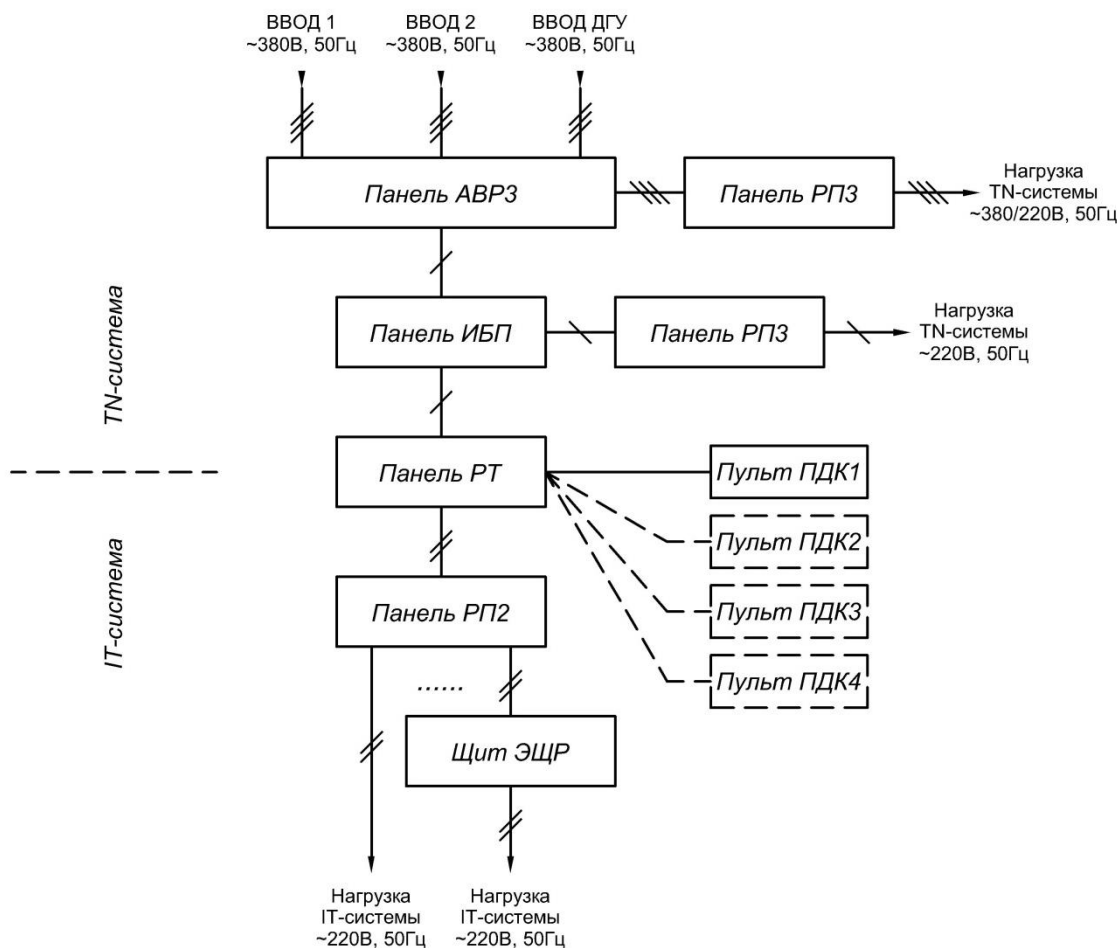 ВВОД 1
~380В, 50Гц
ВВОД 2
~380В, 50Гц
ВВОД ДГУ
~380В, 50Гц
Панель АВР3
Панель РП3
Нагрузка
TN-системы
~380/220В, 50Гц
Панель ИБП
Панель РП3
Нагрузка
TN-системы
~220В, 50Гц
TN-система
Панель РТ
Пульт ПДК1
Пульт ПДК2
Пульт ПДК3
Пульт ПДК4
IT-система
Панель РП2
......
Щит ЭЩР
Нагрузка
IT-системы
~220В, 50Гц
Нагрузка
IT-системы
~220В, 50Гц